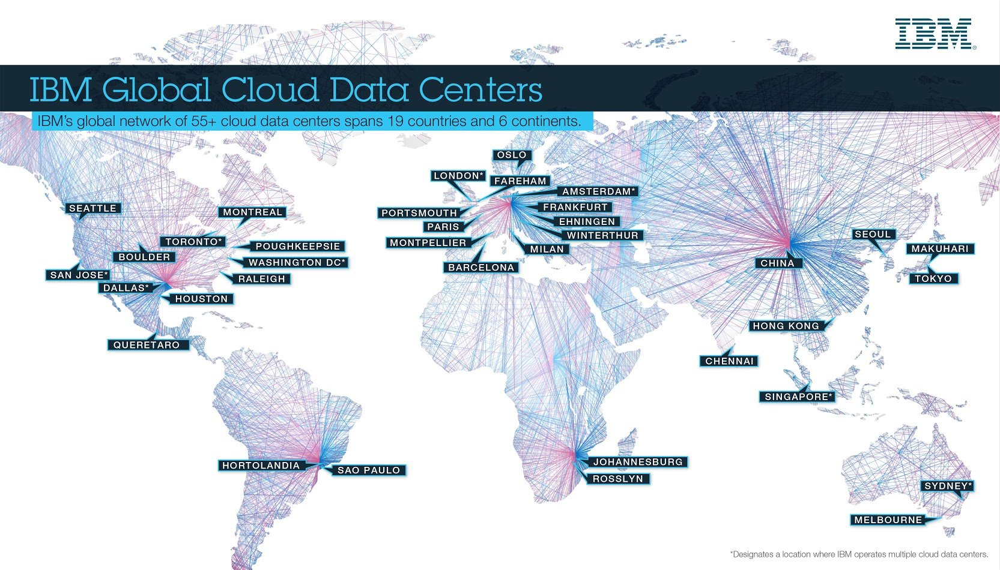 IBM®
IBM Global Cloud Data Centers
IBM's global network of 55+ cloud data centers spans 19 countries and 6 continents.
OSLO
LONDON*
FAREHAM
AMSTERDAM*
SEATTLE
MONTREAL
PORTSMOUTH
FRANKFURT
PARIS
EHNINGEN
WINTERTHUR
SEOUL
TORONTO*
POUGHKEEPSIE
MONTPELLIER
MILAN
MAKUHARI
BOULDER
WASHINGTON DC*
BARCELONA
CHINA
SAN JOSE*
RALEIGH
TOKYO
DALLAS*
HOUSTON
HONG KONG
QUERETARO
CHENNAI
SINGAPORE*
HORTOLANDIA
SAO PAULO
JOHANNESBURG
ROSSLYN
SYDNEY*
MELBOURNE
*Designates a location where IBM operates multiple cloud data centers.